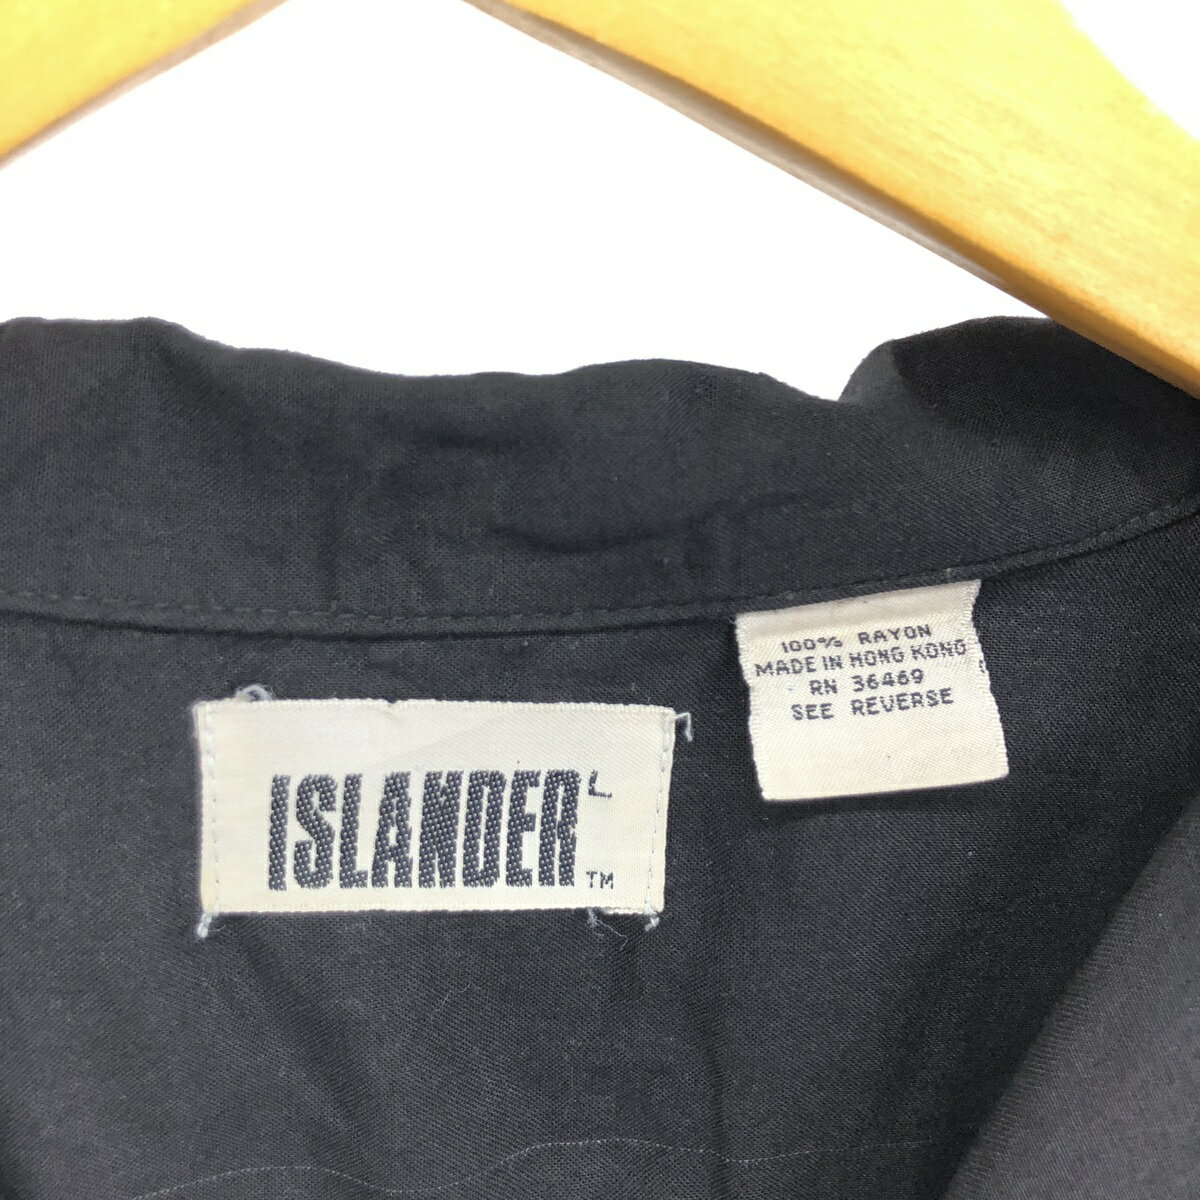 ISLANDER L
TM
100% RAYON
MADE IN HONG KONG
RN 36469
SEE REVERSE